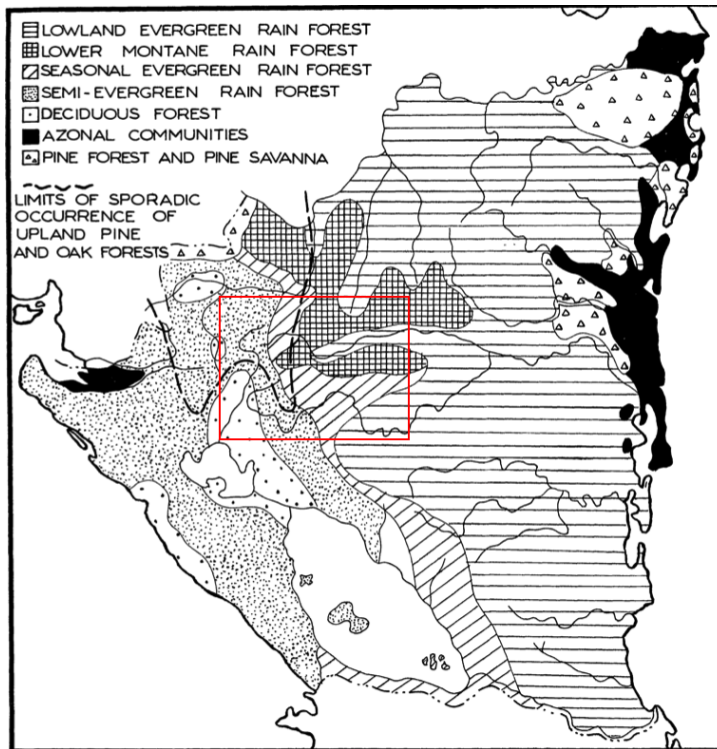 LOWLAND EVERGREEN RAIN FOREST
LOWER MONTANE RAIN FOREST
SEASONAL EVERGREEN RAIN FOREST
SEMI-EVERGREEN RAIN FOREST
DECIDUOUS FOREST
AZONAL COMMUNITIES
PINE FOREST AND PINE SAVANNA
LIMITS OF SPORADIC
OCCURRENCE OF
UPLAND PINE
AND OAK FORESTS